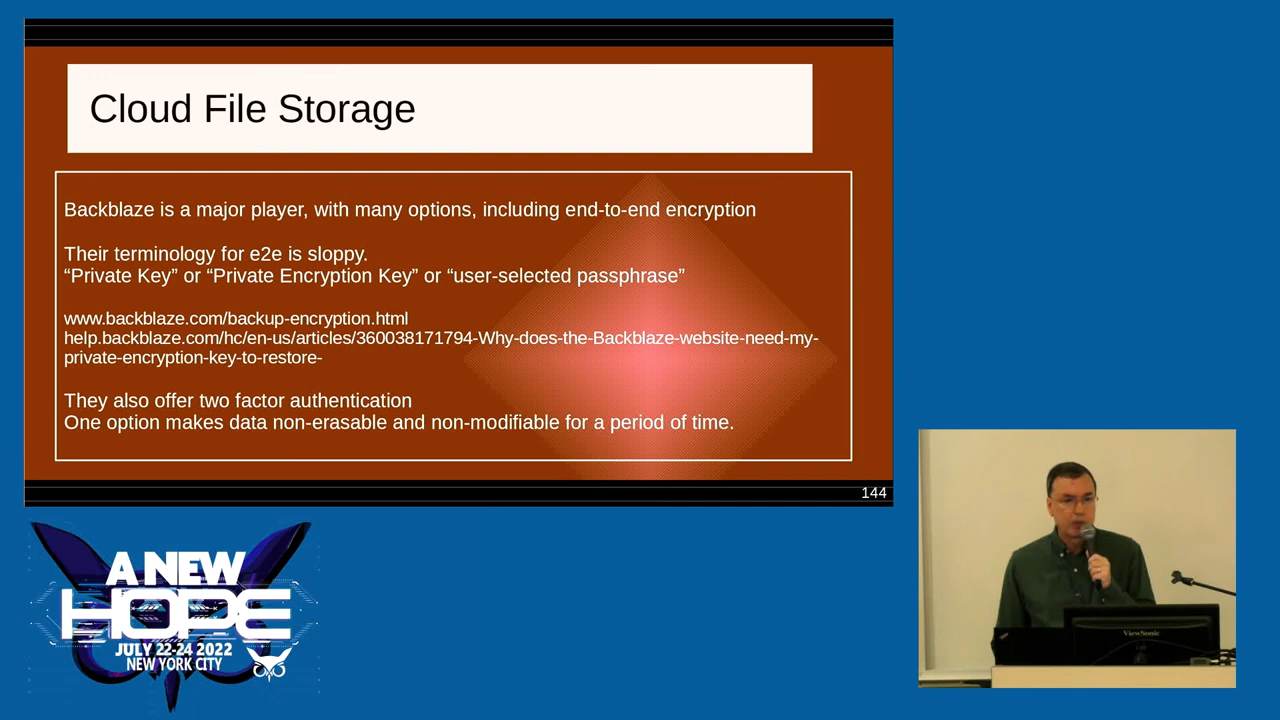 Cloud File Storage
Backblaze is a major player, with many options, including end-to-end encryption
Their terminology for e2e is sloppy.
“Private Key” or “Private Encryption Key” or “user-selected passphrase”
www.backblaze.com/backup-encryption.html
help.backblaze.com/hc/en-us/articles/360038171794-Why-does-the-Backblaze-website-need-my-
private-encryption-key-to-restore-
They also offer two factor authentication
One option makes data non-erasable and non-modifiable for a period of time.
144
A NEW
HOPE
JULY 22-24 2022
NEW YORK CITY
ViewSonic